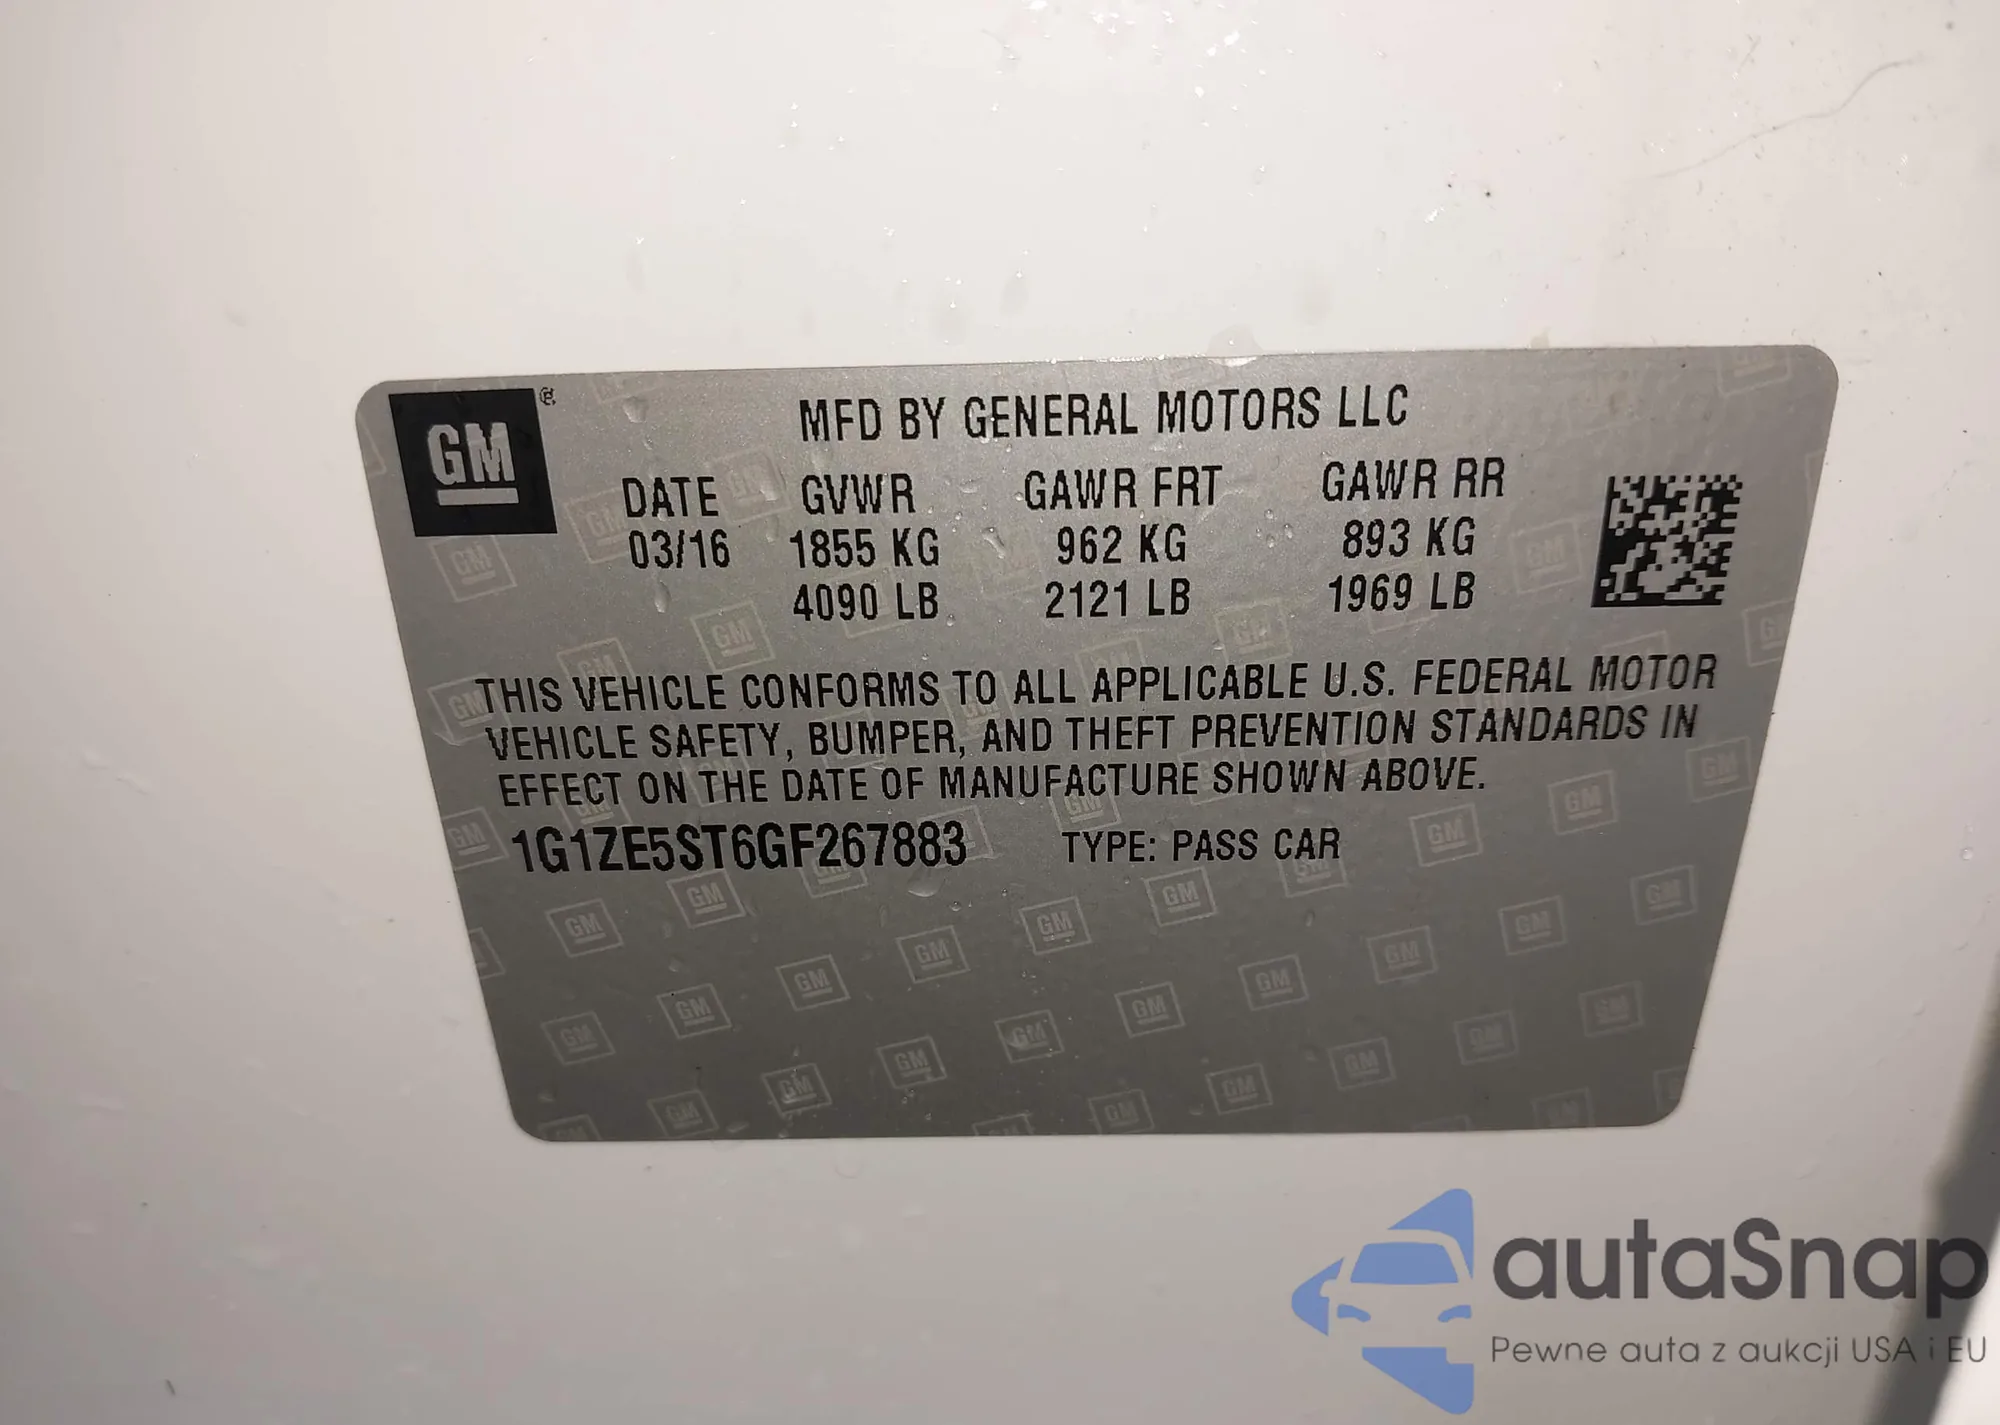 GM ®
MFD BY GENERAL MOTORS LLC
DATE GVWR GAWR FRT GAWR RR
03/16 1855 KG 962 KG 893 KG
4090 LB 2121 LB 1969 LB
THIS VEHICLE CONFORMS TO ALL APPLICABLE U.S. FEDERAL MOTOR
VEHICLE SAFETY, BUMPER, AND THEFT PREVENTION STANDARDS IN
EFFECT ON THE DATE OF MANUFACTURE SHOWN ABOVE.
1G1ZE5ST6GF267883 TYPE: PASS CAR
autaSnap
Pewne auta z aukcji USA i EU